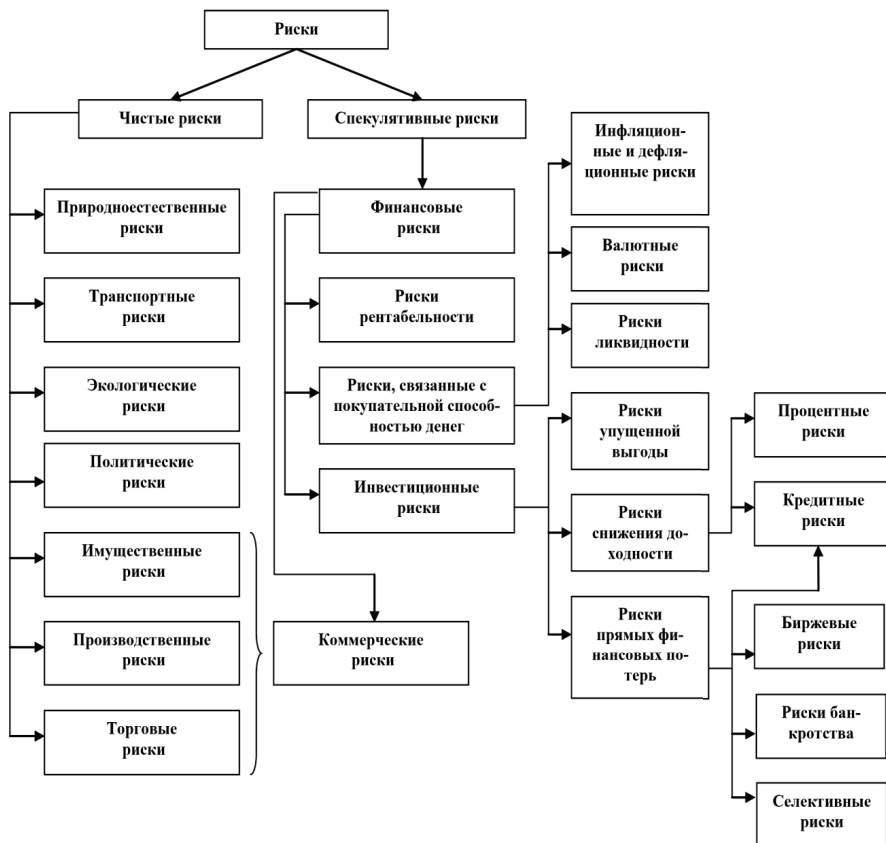 Риски
Чистые риски
Спекулятивные риски
Природноестественные
риски
Транспортные
риски
Экологические
риски
Политические
риски
Имущественные
риски
Производственные
риски
Торговые
риски
Финансовые
риски
Риски
рентабельности
Риски, связанные с
покупательной способ-
ностью денег
Инвестиционные
риски
Коммерческие
риски
Инфляцион-
ные и дефля-
ционные риски
Валютные
риски
Риски
ликвидности
Риски
упущенной
выгоды
Риски
снижения до-
ходности
Риски
прямых фи-
нансовых по-
терь
Процентные
риски
Кредитные
риски
Биржевые
риски
Риски бан-
кротства
Селективные
риски